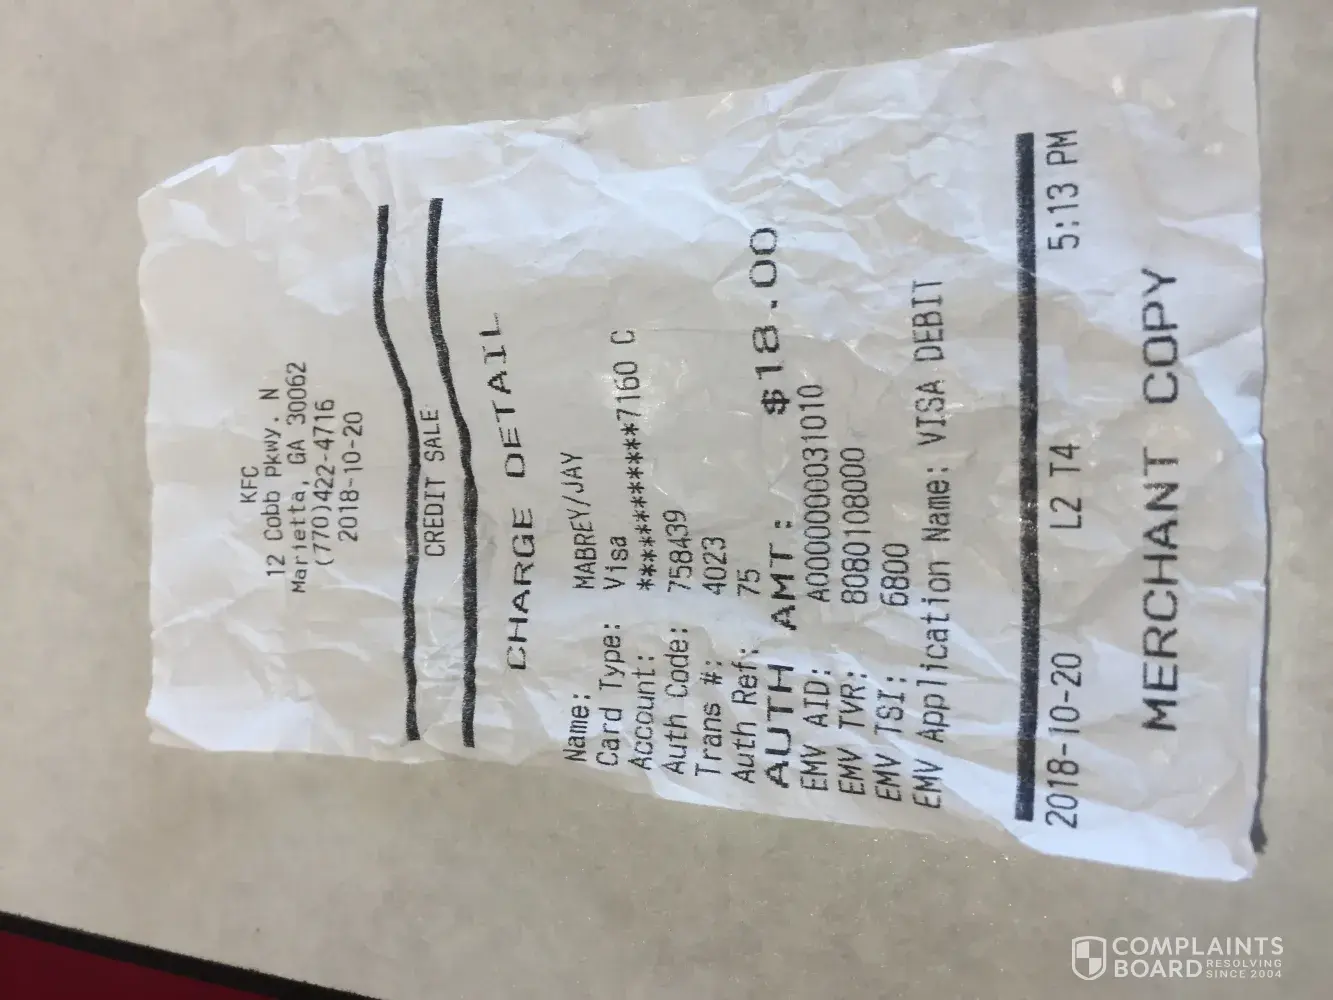 KFC
12 Cobb Pkwy. N
Marietta, GA 30062
(770)422-4716
2018-10-20
CREDIT SALE
CHARGE DETAIL
Name: MABREY/JAY
Card Type: Visa
Account: ************7160 C
Auth Code: 758439
Trans #: 4023
Auth Ref: 75
AUTH AMT: $18.00
EMV AID: A0000000031010
EMV TVR: 8080108000
EMV TSI: 6800
EMV Application Name: VISA DEBIT
2018-10-20 L2 T4 5:13 PM
MERCHANT COPY
COMPLAINTS
BOARD RESOLVING
SINCE 2004